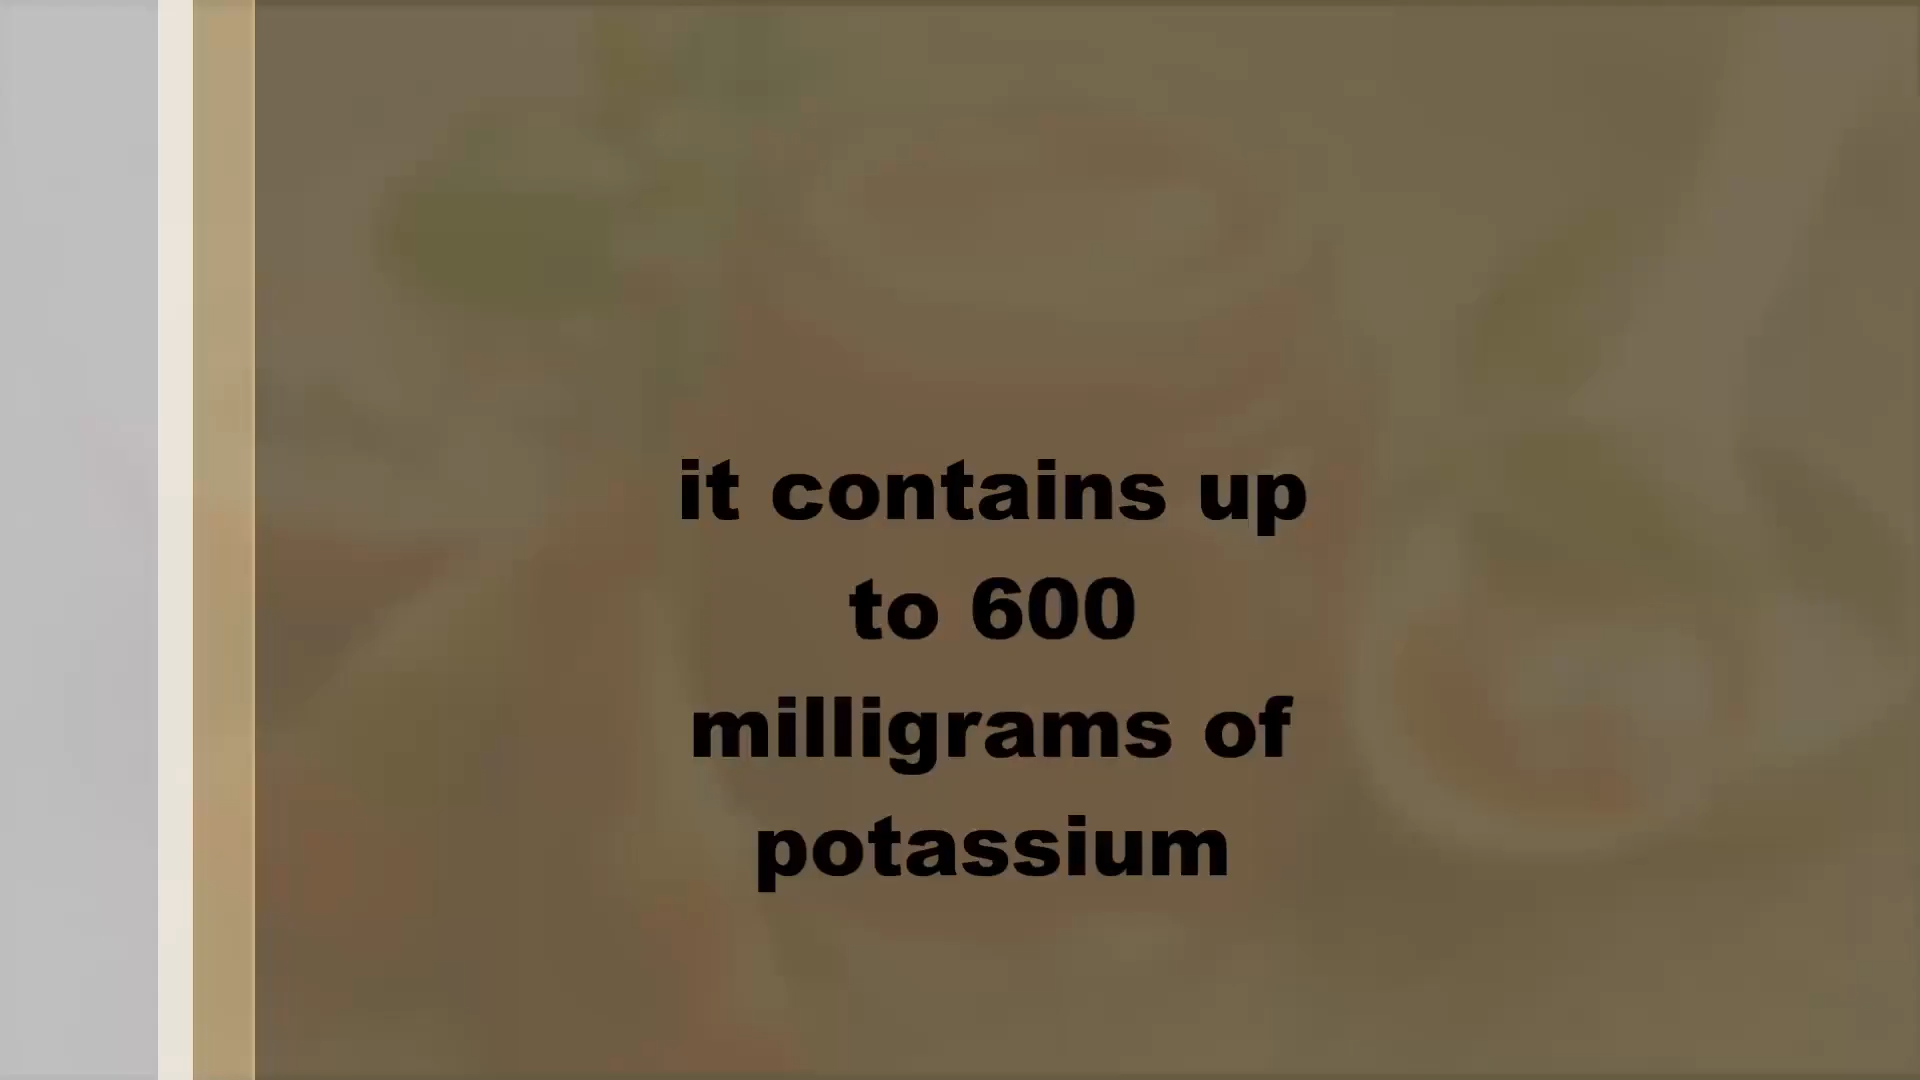 it contains up
to 600
milligrams of
potassium